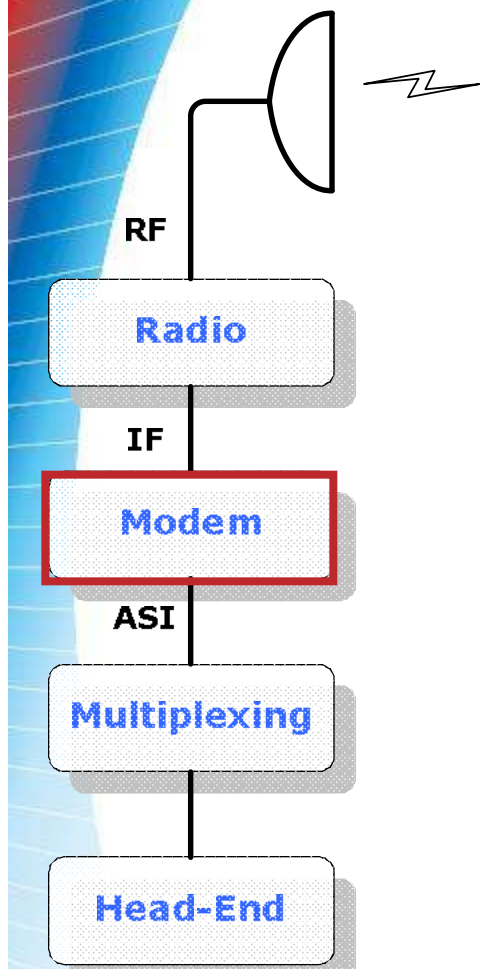 RF
Radio
IF
Modem
ASI
Multiplexing
Head-End